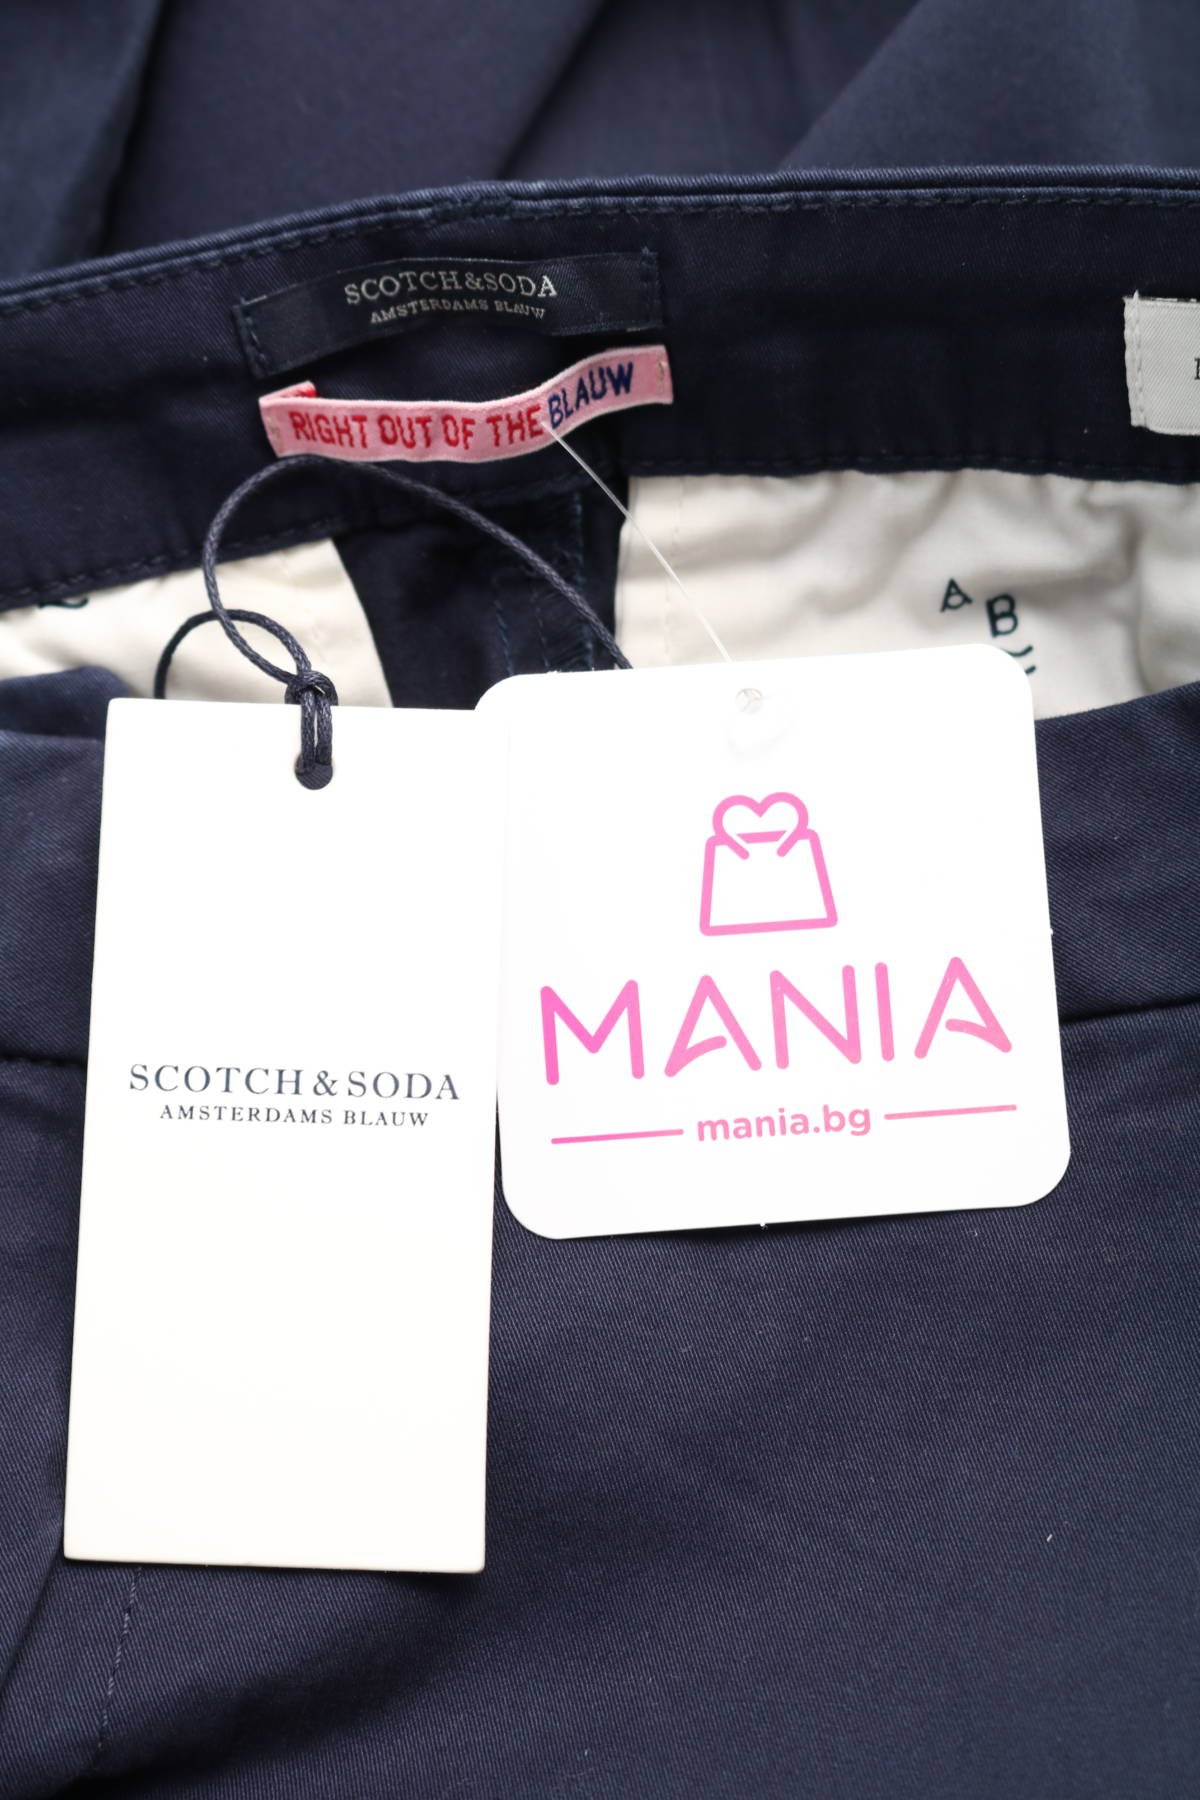 SCOTCH&SODA
AMSTERDAMS BLAUW
RIGHT OUT OF THE BLAUW
A
B
SCOTCH & SODA
AMSTERDAMS BLAUW
MANIA
mania.bg